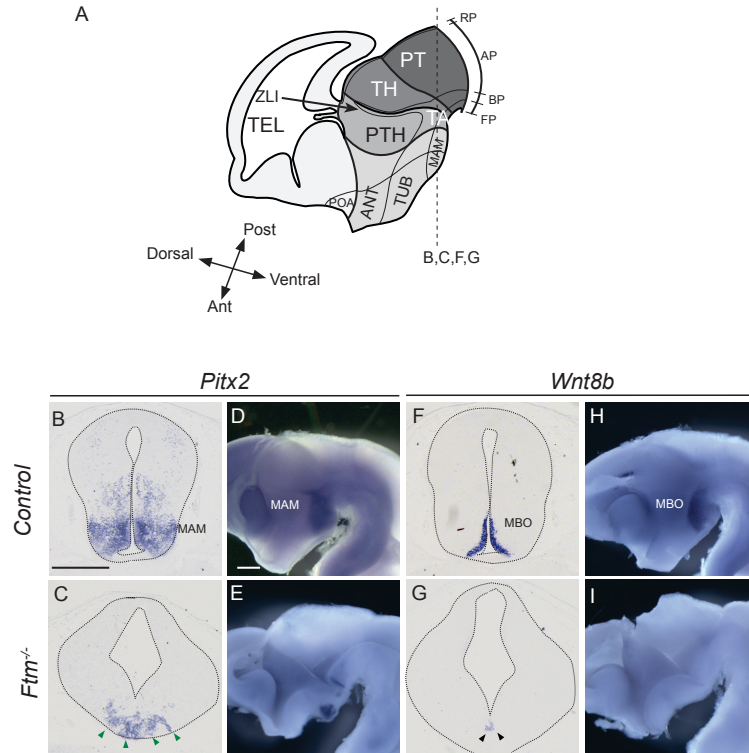 A
RP
PT
AP
TH
ZLI
BP
TA
FP
TEL
PTH
MAM
TUB
ANT
POA
Post
Dorsal
Ventral
B,C,F,G
Ant
Pitx2
Wnt8b
B
D
F
H
Control
MAM
MAM
MBO
MBO
C
E
G
I
Ftm-/-